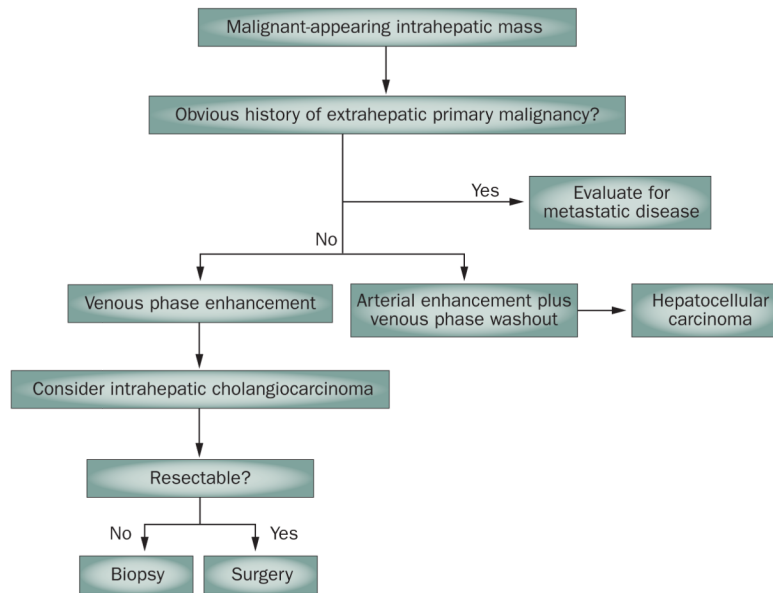 Malignant-appearing intrahepatic mass
Obvious history of extrahepatic primary malignancy?
Yes
Evaluate for
metastatic disease
No
Venous phase enhancement
Arterial enhancement plus
venous phase washout
Hepatocellular
carcinoma
Consider intrahepatic cholangiocarcinoma
Resectable?
No
Yes
Biopsy
Surgery